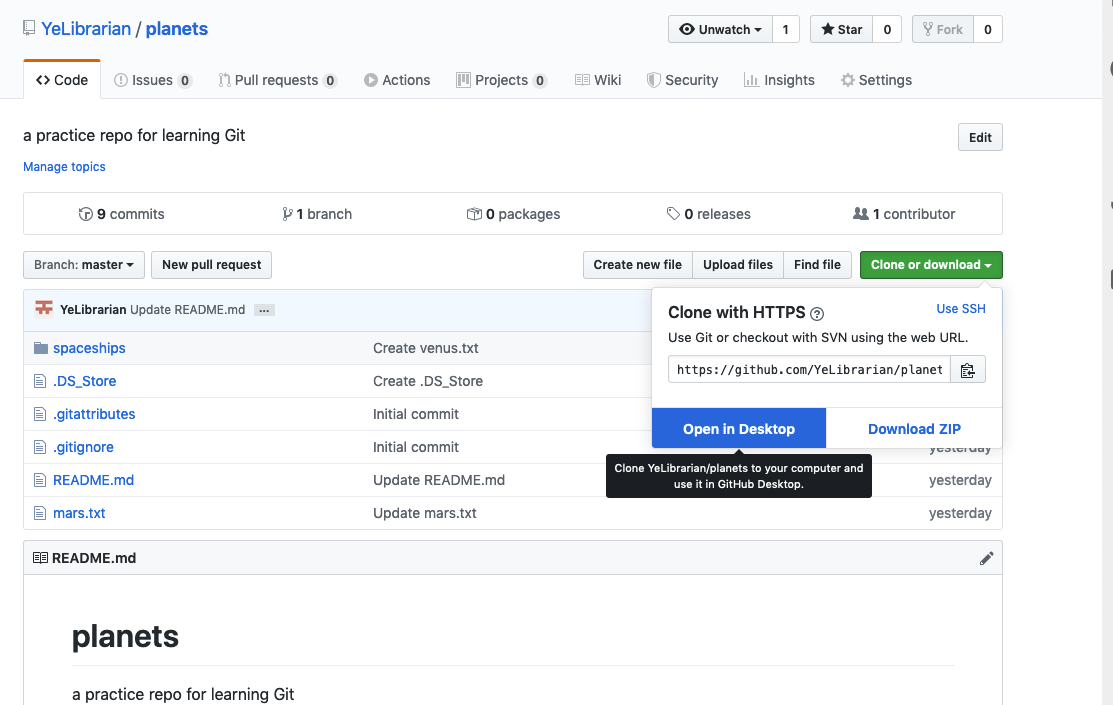 YeLibrarian / planets
Unwatch 1 Star 0 Fork 0
Code Issues 0 Pull requests 0 Actions Projects 0 Wiki Security Insights Settings
a practice repo for learning Git
Edit
Manage topics
9 commits 1 branch 0 packages 0 releases 1 contributor
Branch: master New pull request Create new file Upload files Find file Clone or download
YeLibrarian Update README.md ...
Clone with HTTPS Use SSH
Use Git or checkout with SVN using the web URL.
https://github.com/YeLibrarian/planet
Open in Desktop Download ZIP
Clone YeLibrarian/planets to your computer and
use it in GitHub Desktop.
spaceships Create venus.txt
.DS_Store Create .DS_Store
.gitattributes Initial commit
.gitignore Initial commit yesterday
README.md Update README.md yesterday
mars.txt Update mars.txt yesterday
README.md
planets
a practice repo for learning Git